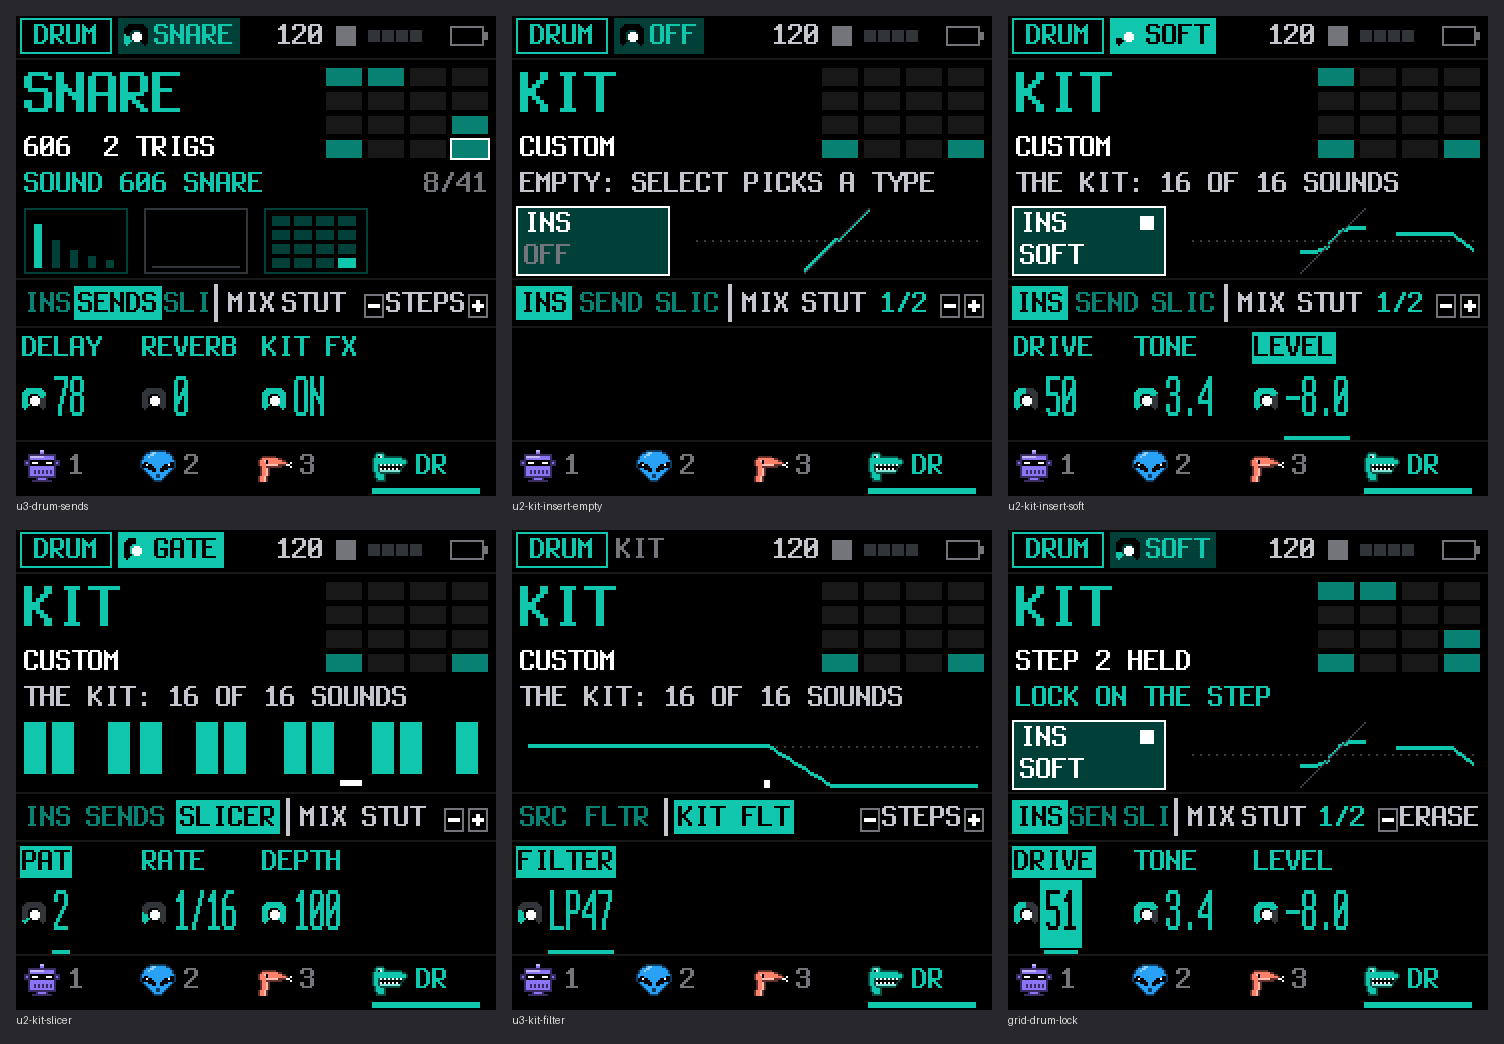 DRUM SNARE 120
SNARE
606 2 TRIGS
SOUND 606 SNARE 8/41
INS SENDS SLI MIX STUT -STEPS+
DELAY REVERB KIT FX
78 0 ON
1 2 3 DR
u3-drum-sends
DRUM OFF 120
KIT
CUSTOM
EMPTY: SELECT PICKS A TYPE
INS
OFF
INS SEND SLIC MIX STUT 1/2 - +
1 2 3 DR
u2-kit-insert-empty
DRUM SOFT 120
KIT
CUSTOM
THE KIT: 16 OF 16 SOUNDS
INS
SOFT
INS SEND SLIC MIX STUT 1/2 - +
DRIVE TONE LEVEL
50 3.4 -8.0
1 2 3 DR
u2-kit-insert-soft
DRUM GATE 120
KIT
CUSTOM
THE KIT: 16 OF 16 SOUNDS
INS SENDS SLICER MIX STUT - +
PAT RATE DEPTH
2 1/16 100
1 2 3 DR
u2-kit-slicer
DRUM KIT 120
KIT
CUSTOM
THE KIT: 16 OF 16 SOUNDS
SRC FLTR KIT FLT -STEPS+
FILTER
LP47
1 2 3 DR
u3-kit-filter
DRUM SOFT 120
KIT
STEP 2 HELD
LOCK ON THE STEP
INS
SOFT
INS SEN SLI MIX STUT 1/2 -ERASE
DRIVE TONE LEVEL
51 3.4 -8.0
1 2 3 DR
grid-drum-lock